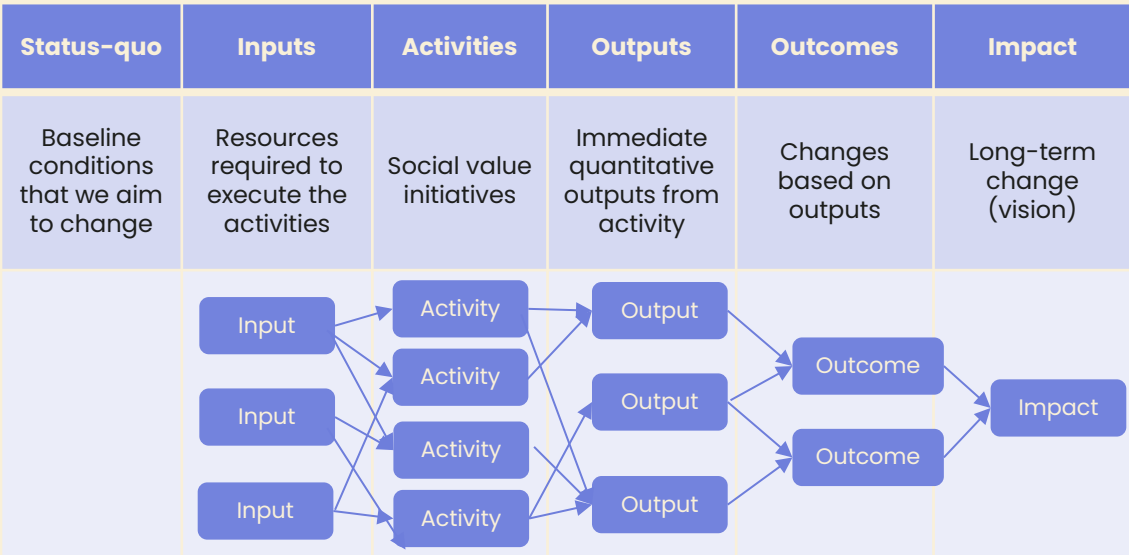 Status-quo
Inputs
Activities
Outputs
Outcomes
Impact
Baseline
conditions
that we aim
to change
Resources
required to
execute the
activities
Social value
initiatives
Immediate
quantitative
outputs from
activity
Changes
based on
outputs
Long-term
change
(vision)
Input
Input
Input
Activity
Activity
Activity
Activity
Output
Output
Output
Outcome
Outcome
Impact